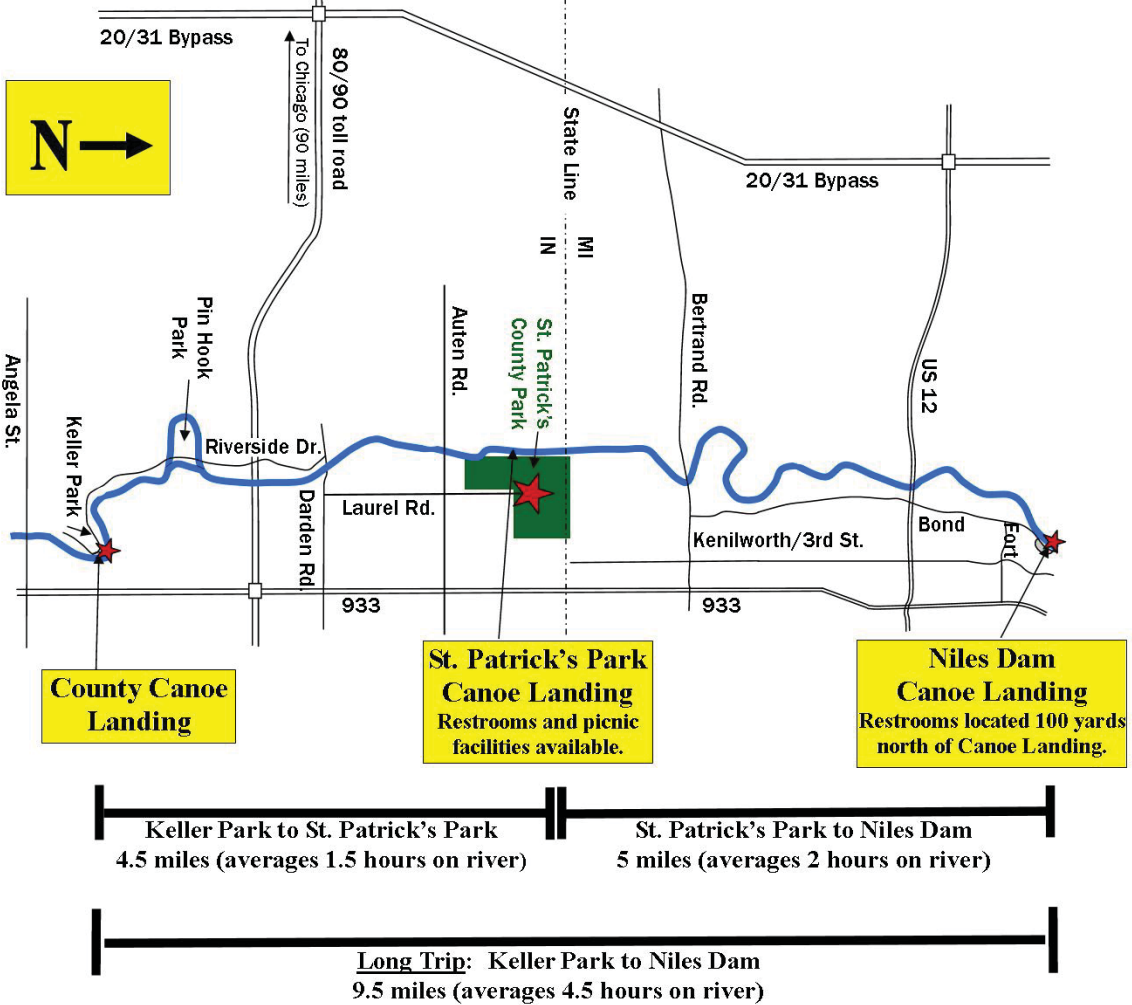 20/31 Bypass
To Chicago (90 miles)
80/90 toll road
N
State Line
20/31 Bypass
IN
MI
Pin Hook
Park
Auten Rd.
St. Patrick's
County Park
Bertrand Rd.
US 12
Angela St.
Keller Park
Riverside Dr.
Darden Rd.
Laurel Rd.
Kenilworth/3rd St.
Bond
Fort
933
933
County Canoe
Landing
St. Patrick's Park
Canoe Landing
Restrooms and picnic
facilities available.
Niles Dam
Canoe Landing
Restrooms located 100 yards
north of Canoe Landing.
Keller Park to St. Patrick's Park
4.5 miles (averages 1.5 hours on river)
St. Patrick's Park to Niles Dam
5 miles (averages 2 hours on river)
Long Trip: Keller Park to Niles Dam
9.5 miles (averages 4.5 hours on river)